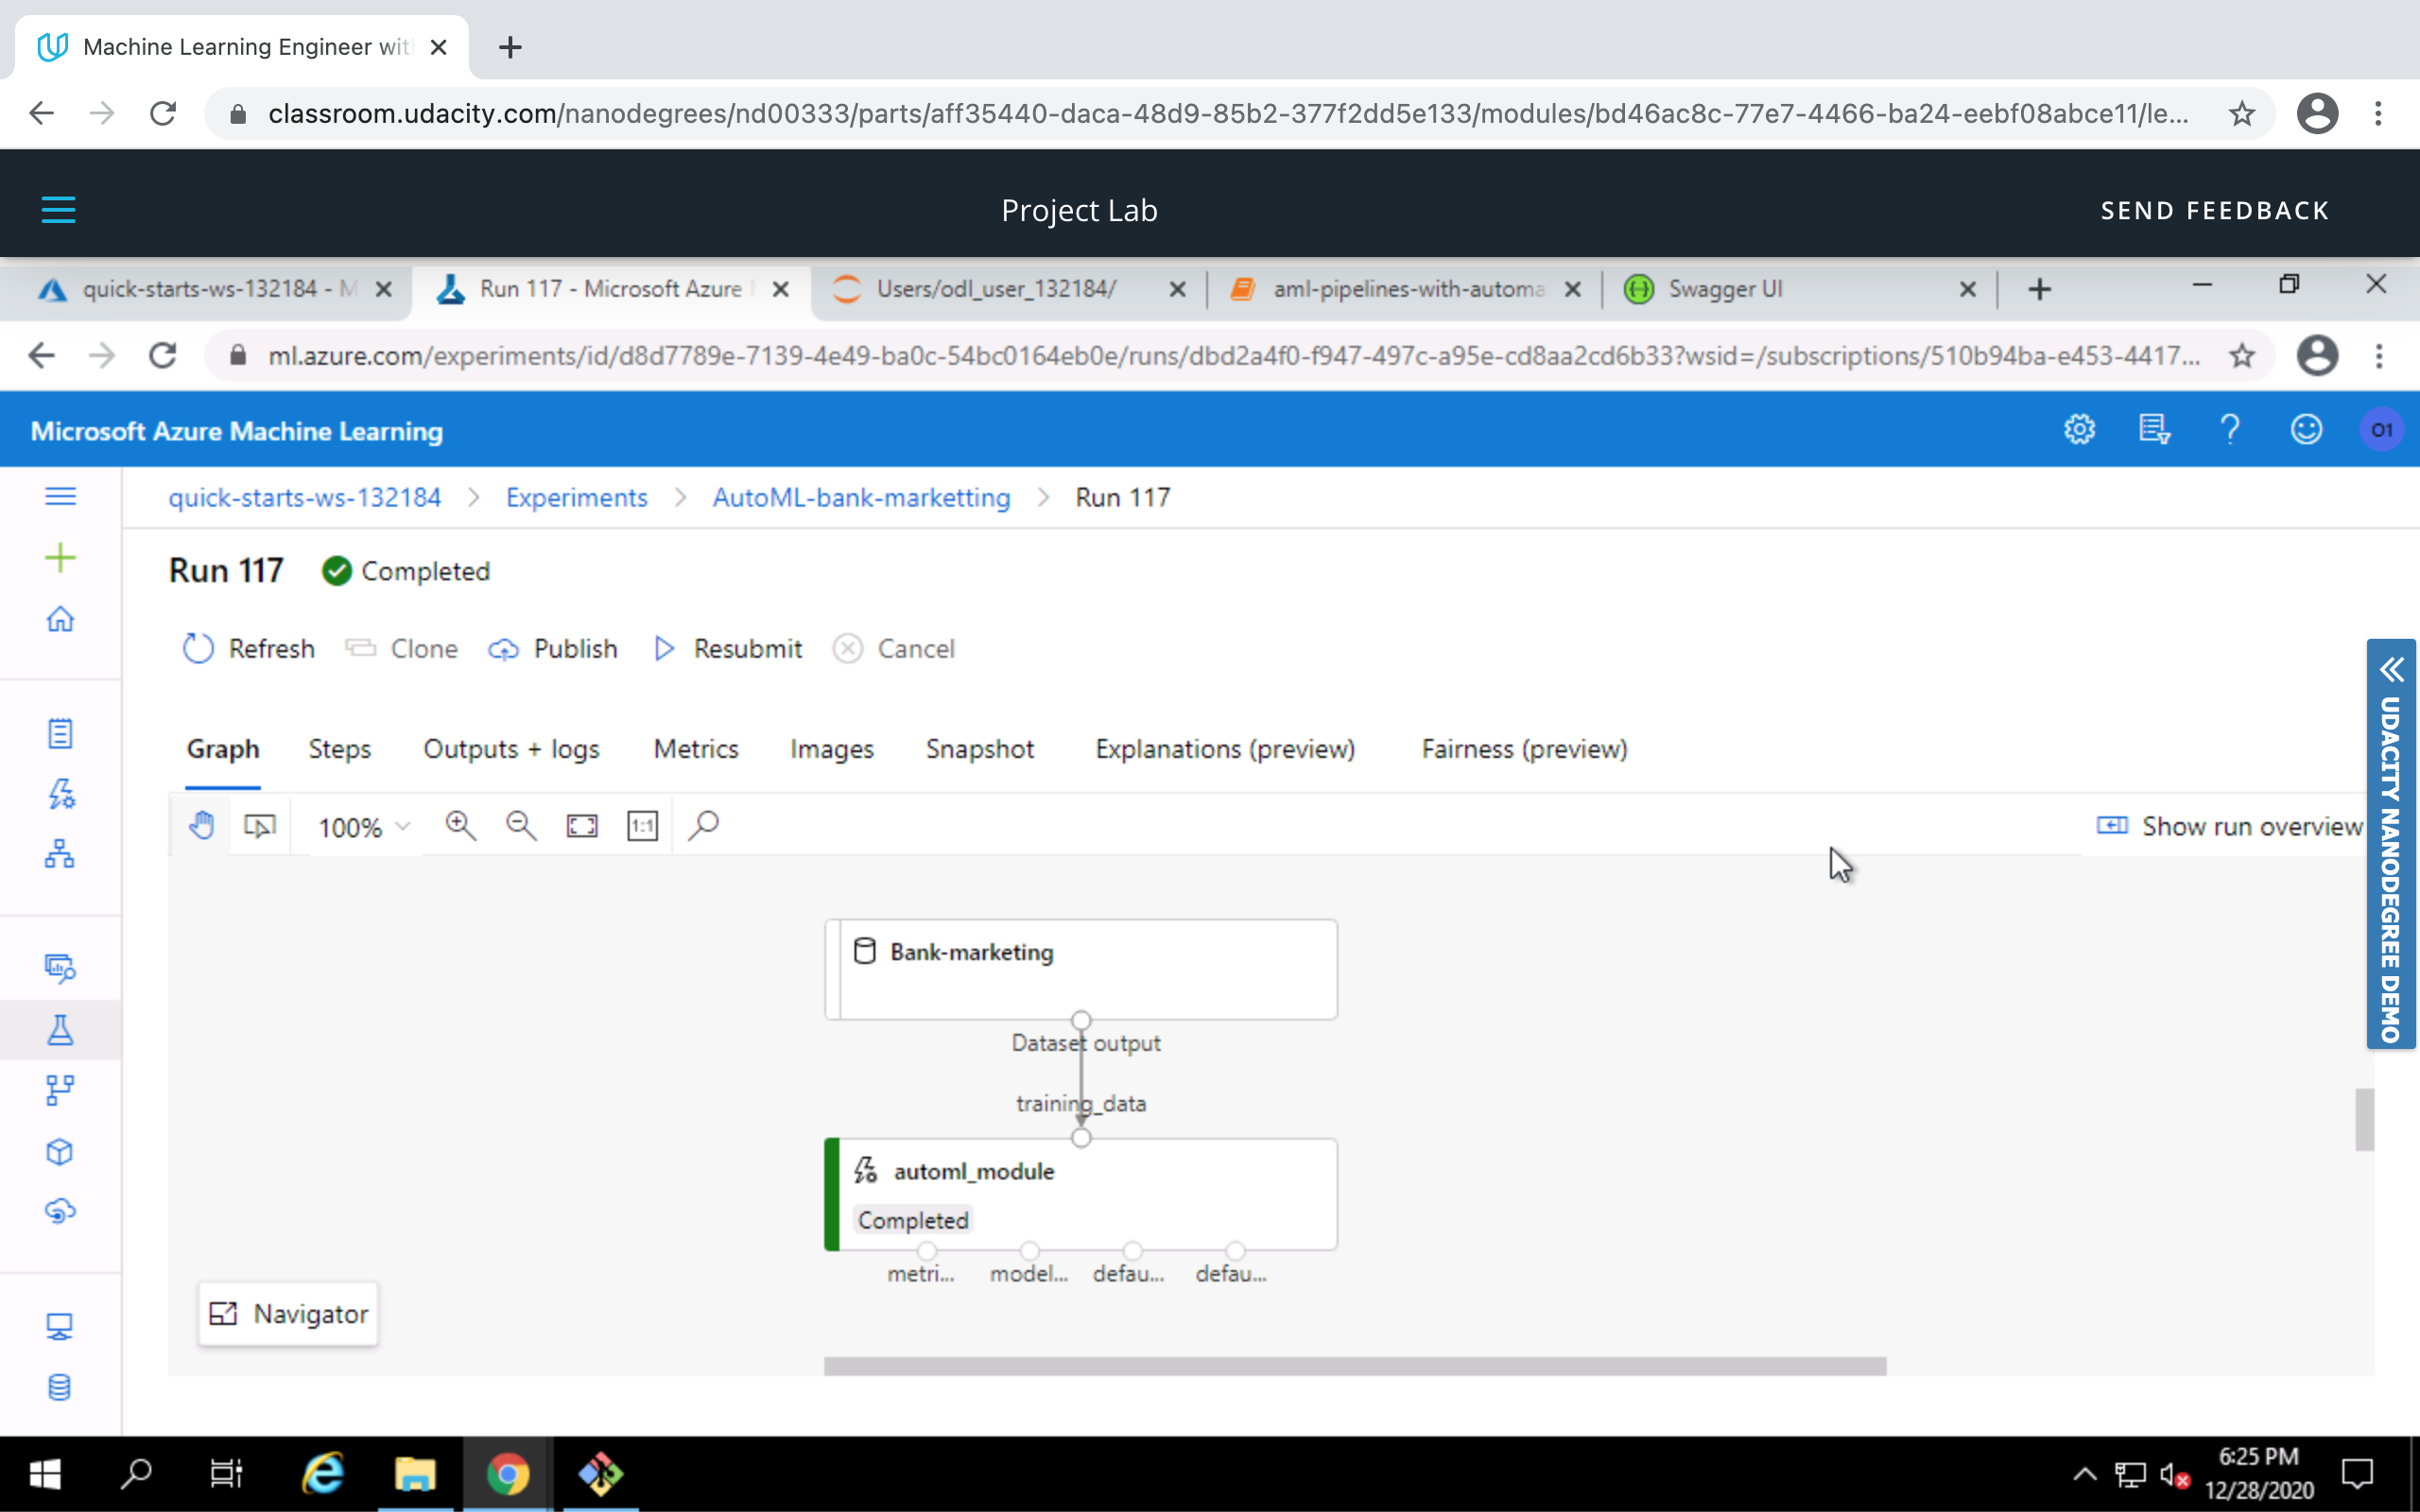 Machine Learning Engineer wit
classroom.udacity.com/nanodegrees/nd00333/parts/aff35440-daca-48d9-85b2-377f2dd5e133/modules/bd46ac8c-77e7-4466-ba24-eebf08abce11/le...
Project Lab
SEND FEEDBACK
quick-starts-ws-132184 - M
Run 117 - Microsoft Azure
Users/odl_user_132184/
aml-pipelines-with-automa
Swagger UI
ml.azure.com/experiments/id/d8d7789e-7139-4e49-ba0c-54bc0164eb0e/runs/dbd2a4f0-f947-497c-a95e-cd8aa2cd6b33?wsid=/subscriptions/510b94ba-e453-4417...
Microsoft Azure Machine Learning
O1
quick-starts-ws-132184 > Experiments > AutoML-bank-marketting > Run 117
Run 117 Completed
Refresh Clone Publish Resubmit Cancel
Graph Steps Outputs + logs Metrics Images Snapshot Explanations (preview) Fairness (preview)
100% 1:1 Show run overview
UDACITY NANODEGREE DEMO
Bank-marketing
Dataset output
training_data
automl_module
Completed
metri... model... defau... defau...
Navigator
6:25 PM
12/28/2020